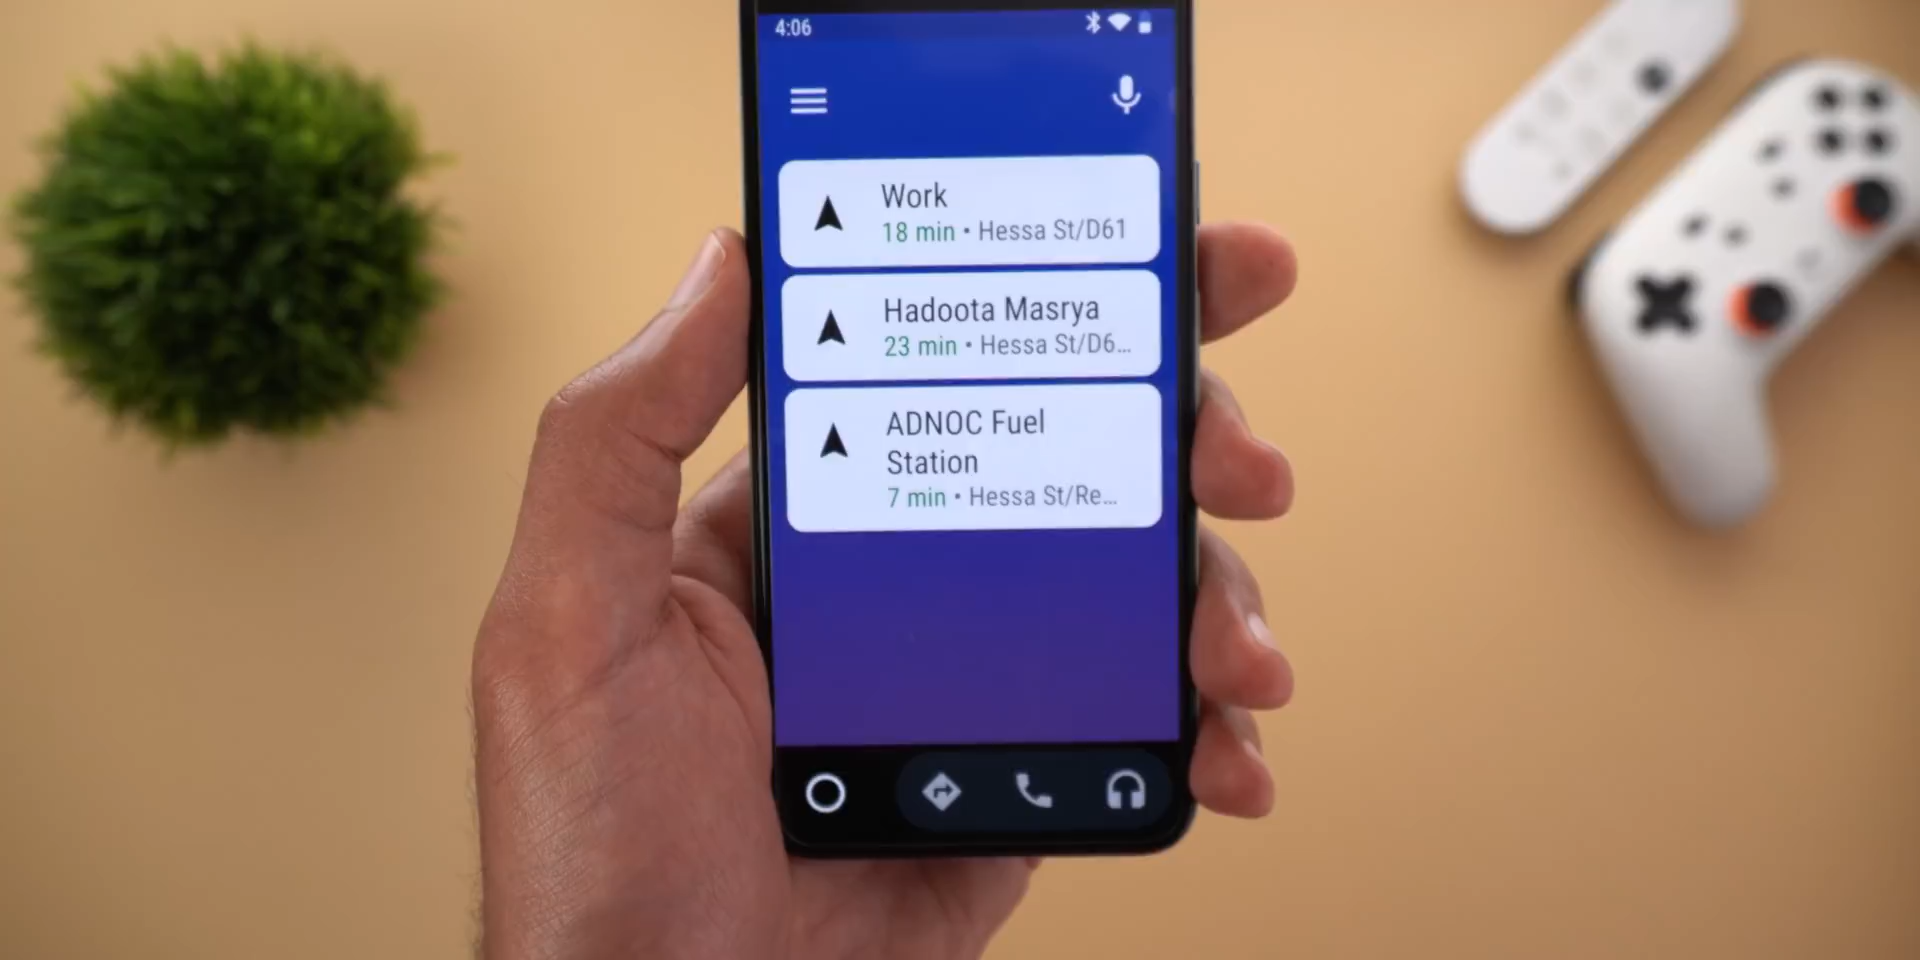 4:06
Work
18 min • Hessa St/D61
Hadoota Masrya
23 min • Hessa St/D6...
ADNOC Fuel
Station
7 min • Hessa St/Re...